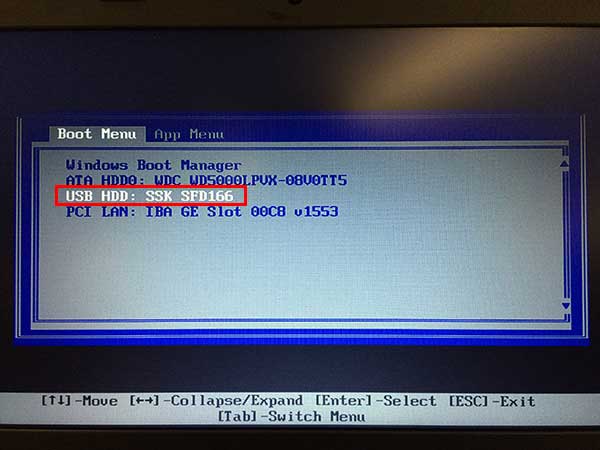 Boot Menu App Menu
Windows Boot Manager
ATA HDD0: WDC WD5000LPVX-08V0TT5
USB HDD: SSK SFD166
PCI LAN: IBA GE Slot 00C8 v1553
[↑↓]-Move [←→]-Collapse/Expand [Enter]-Select [ESC]-Exit
[Tab]-Switch Menu